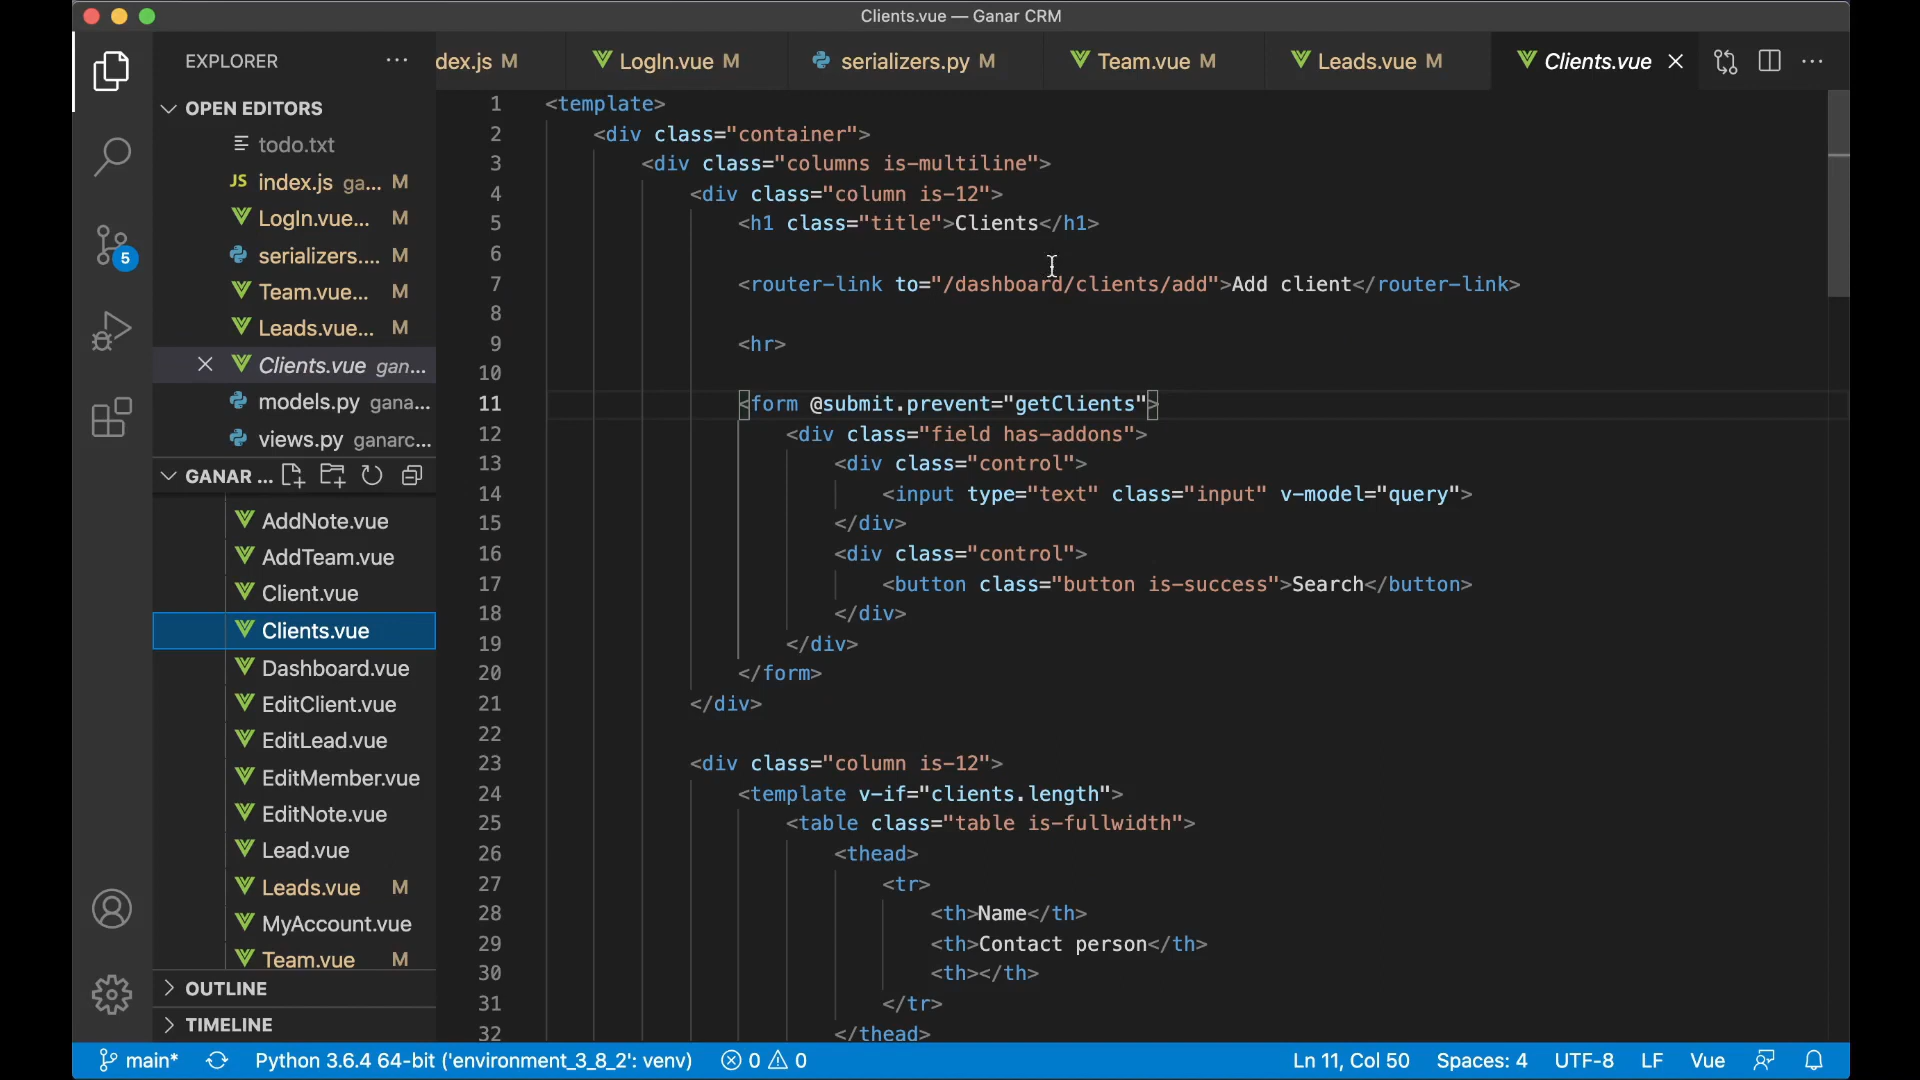 Clients.vue — Ganar CRM
EXPLORER
dex.js M
LogIn.vue M
serializers.py M
Team.vue M
Leads.vue M
Clients.vue
OPEN EDITORS
todo.txt
JS index.js ga... M
LogIn.vue... M
serializers.... M
Team.vue... M
Leads.vue... M
Clients.vue gan...
models.py gana...
views.py ganarc...
GANAR ...
AddNote.vue
AddTeam.vue
Client.vue
Clients.vue
Dashboard.vue
EditClient.vue
EditLead.vue
EditMember.vue
EditNote.vue
Lead.vue
Leads.vue M
MyAccount.vue
Team.vue M
OUTLINE
TIMELINE
5
1 <template>
2 <div class="container">
3 <div class="columns is-multiline">
4 <div class="column is-12">
5 <h1 class="title">Clients</h1>
6
7 <router-link to="/dashboard/clients/add">Add client</router-link>
8
9 <hr>
10
11 <form @submit.prevent="getClients">
12 <div class="field has-addons">
13 <div class="control">
14 <input type="text" class="input" v-model="query">
15 </div>
16 <div class="control">
17 <button class="button is-success">Search</button>
18 </div>
19 </div>
20 </form>
21 </div>
22
23 <div class="column is-12">
24 <template v-if="clients.length">
25 <table class="table is-fullwidth">
26 <thead>
27 <tr>
28 <th>Name</th>
29 <th>Contact person</th>
30 <th></th>
31 </tr>
32 </thead>
main* Python 3.6.4 64-bit ('environment_3_8_2': venv) 0 0 Ln 11, Col 50 Spaces: 4 UTF-8 LF Vue